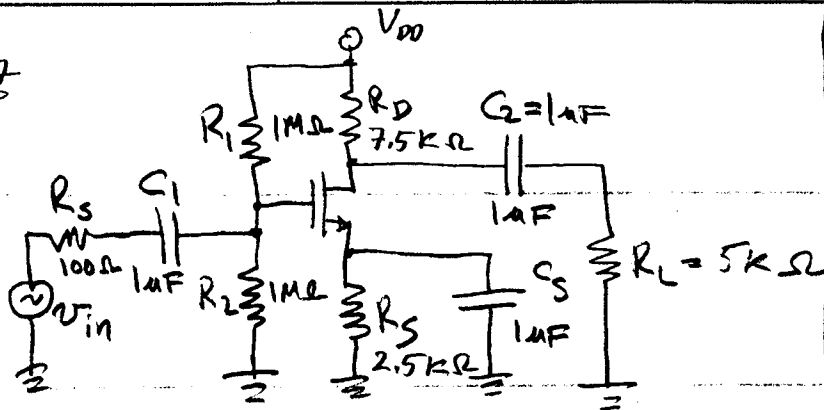 V_DD
R_1 1MΩ
R_D 7.5KΩ
C_2 = 1uF
1uF
R_S 100Ω
C_1 1uF
v_in
R_2 1MΩ
R_S 2.5KΩ
C_S 1uF
R_L = 5K Ω